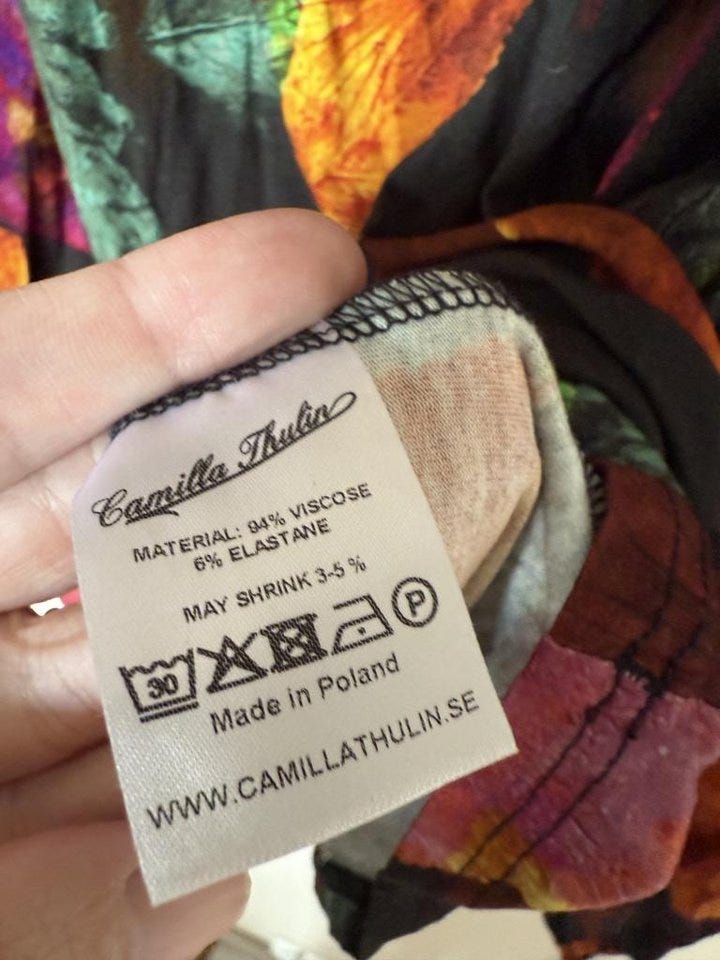 Camilla Thulin
MATERIAL: 94% VISCOSE
6% ELASTANE
MAY SHRINK 3-5 %
30 P
Made in Poland
WWW.CAMILLATHULIN.SE